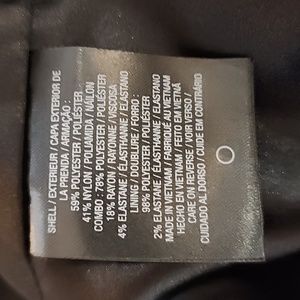 SHELL / EXTERIEUR / CAPA EXTERIOR DE
LA PRENDA / ARMAÇÃO :
59% POLYESTER / POLIÉSTER
41% NYLON / POLIAMIDA / NÁILON
COMBO : 78% POLYESTER / POLIÉSTER
18% RAYON / RAYONNE / VISCOSA
4% ELASTANE / ÉLASTHANNE / ELASTANO
LINING / DOUBLURE / FORRO :
98% POLYESTER / POLIÉSTER
2% ELASTANE / ÉLASTHANNE / ELASTANO
MADE IN VIETNAM / FABRIQUÉ AU VIETNAM
HECHO EN VIETNAM / FEITO EM VIETNÃ
CARE ON REVERSE / VOIR VERSO /
CUIDADO AL DORSO / CUIDE EM CONTRÁRIO